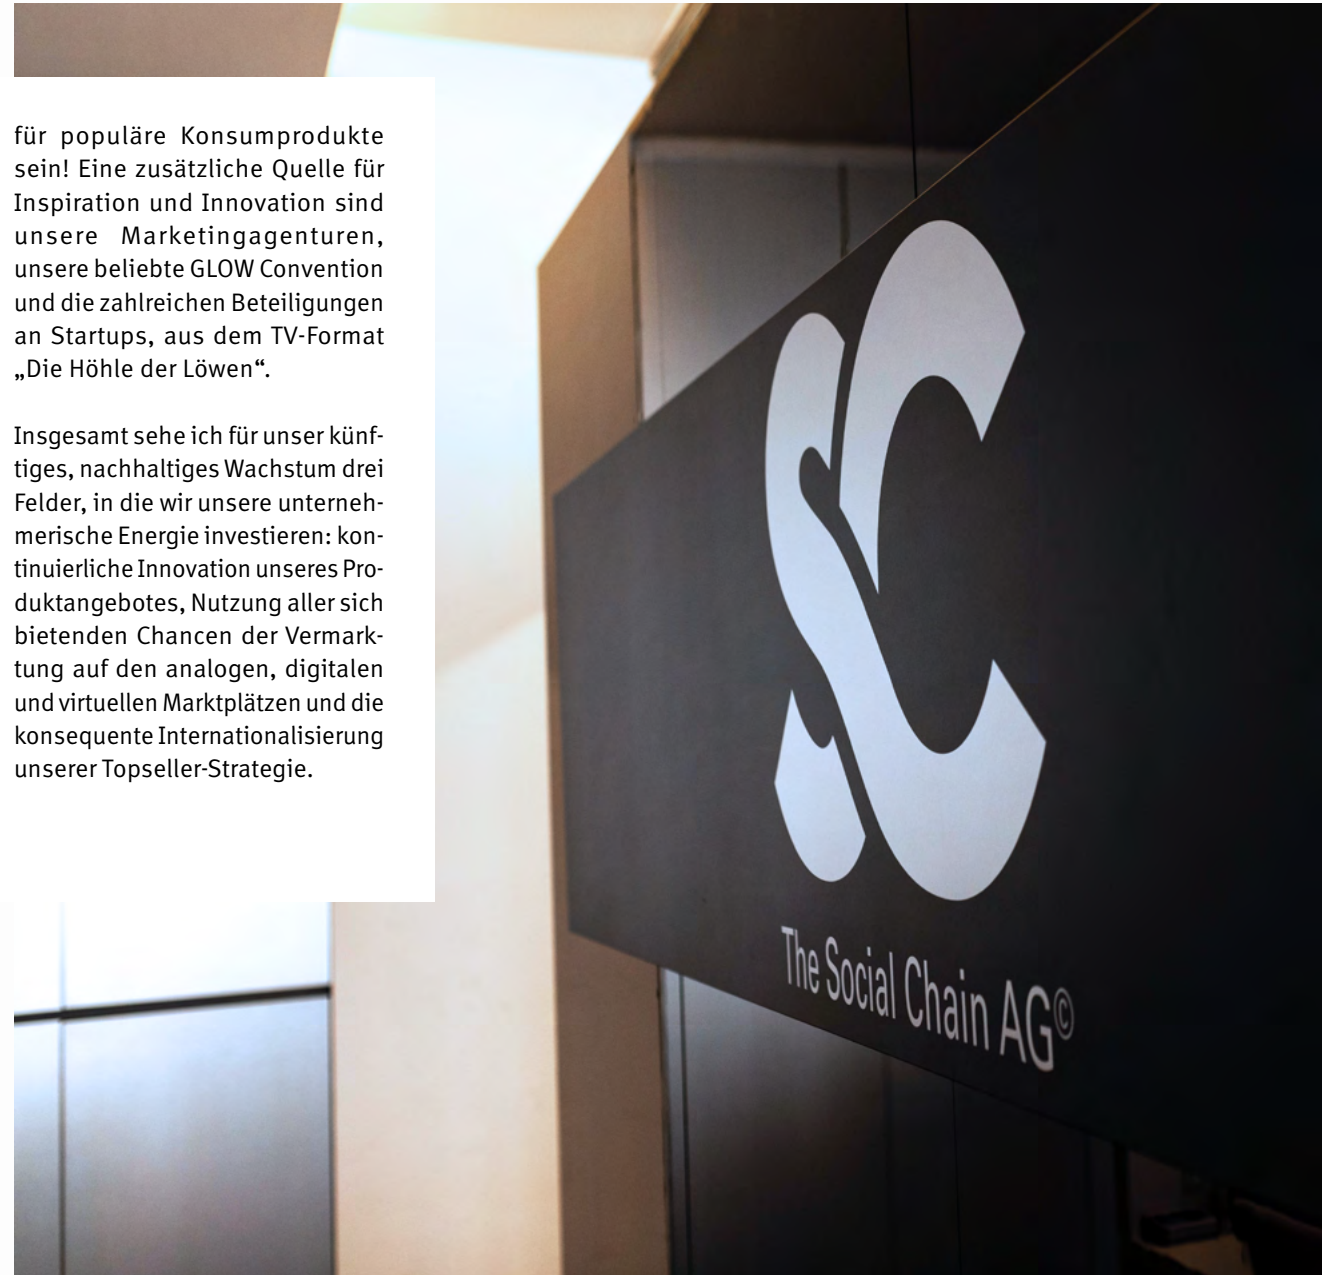 für populäre Konsumprodukte
sein! Eine zusätzliche Quelle für
Inspiration und Innovation sind
unsere Marketingagenturen,
unsere beliebte GLOW Convention
und die zahlreichen Beteiligungen
an Startups, aus dem TV-Format
„Die Höhle der Löwen“.
Insgesamt sehe ich für unser künf-
tiges, nachhaltiges Wachstum drei
Felder, in die wir unsere unterneh-
merische Energie investieren: kon-
tinuierliche Innovation unseres Pro-
duktangebotes, Nutzung aller sich
bietenden Chancen der Vermark-
tung auf den analogen, digitalen
und virtuellen Marktplätzen und die
konsequente Internationalisierung
unserer Topseller-Strategie.
SC
The Social Chain AG©